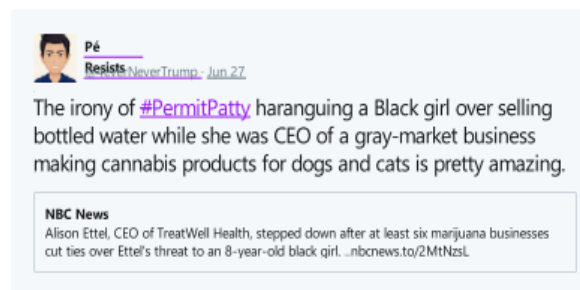 Pé
Resists
NeverTrump · Jun 27
The irony of #PermitPatty haranguing a Black girl over selling
bottled water while she was CEO of a gray-market business
making cannabis products for dogs and cats is pretty amazing.
NBC News
Alison Ettel, CEO of TreatWell Health, stepped down after at least six marijuana businesses
cut ties over Ettel's threat to an 8-year-old black girl. ...nbcnews.to/2MtNzsL